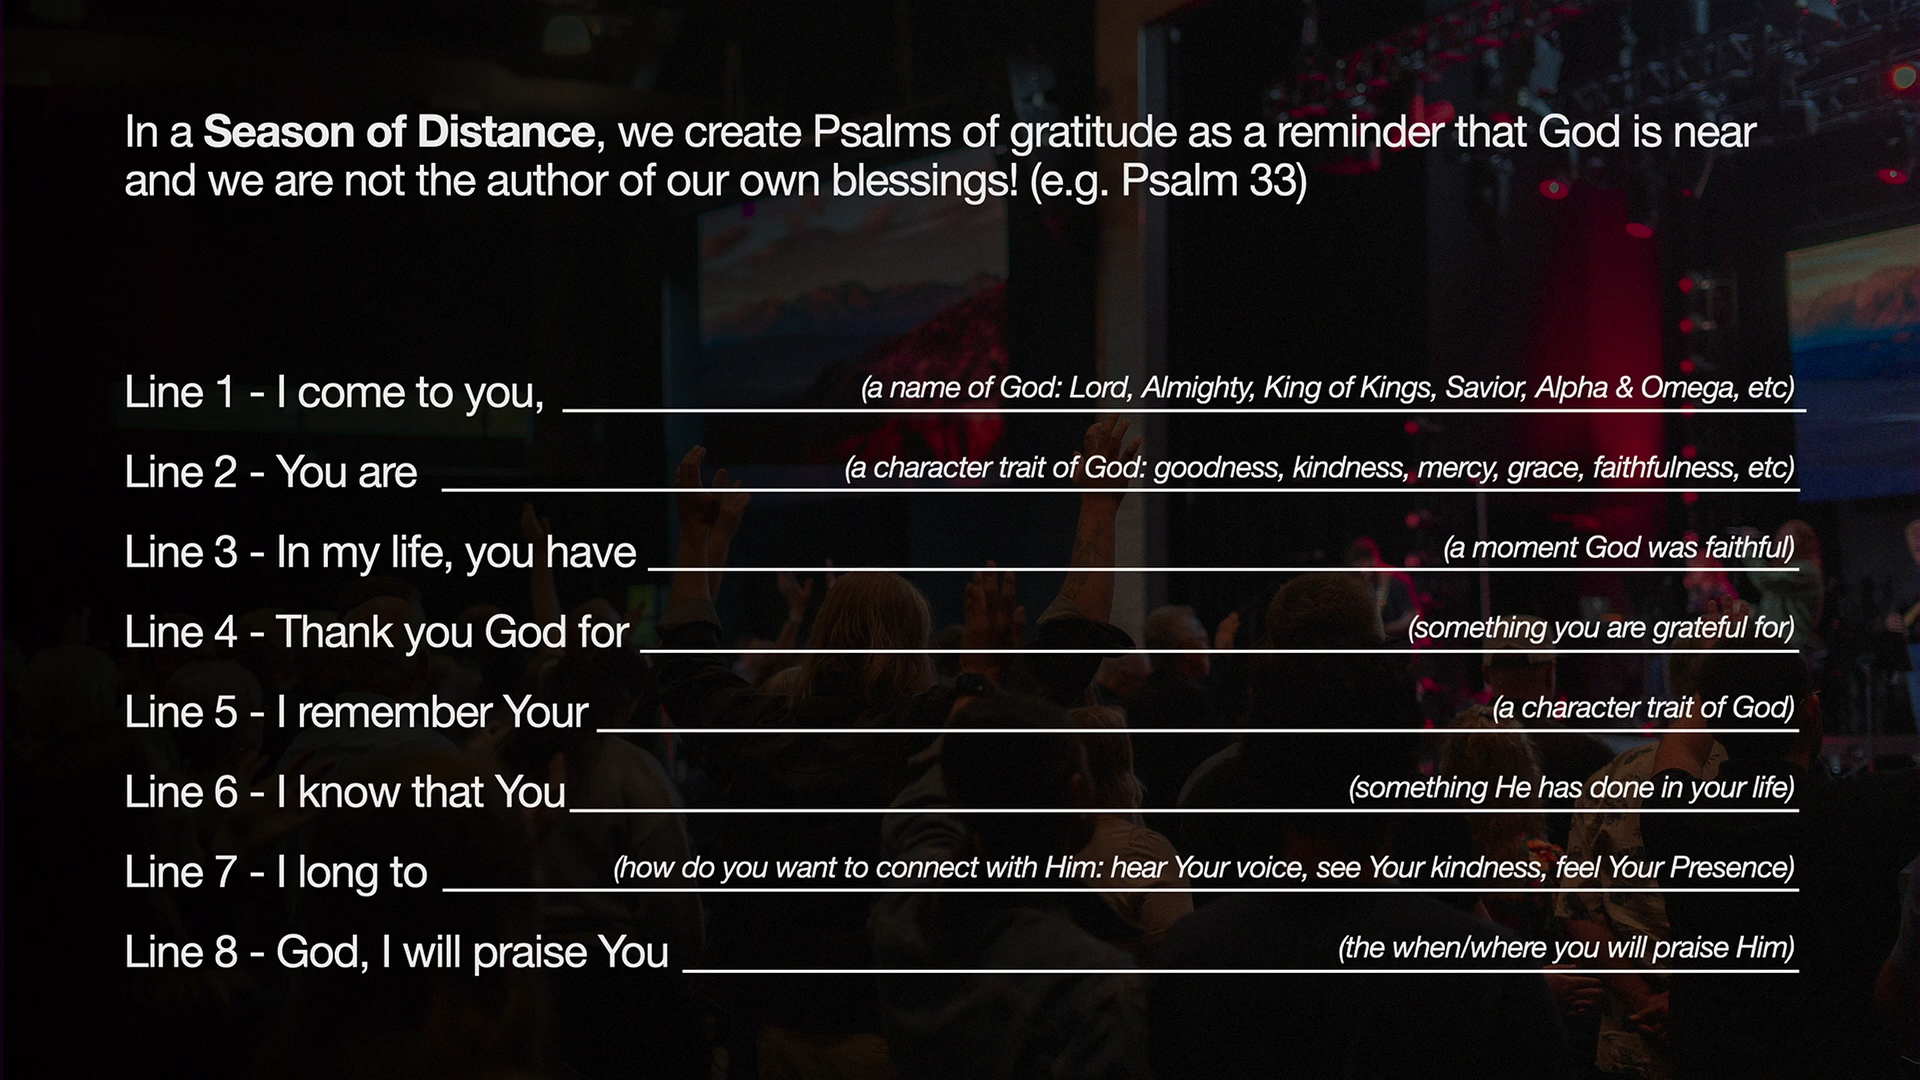 In a Season of Distance, we create Psalms of gratitude as a reminder that God is near
and we are not the author of our own blessings! (e.g. Psalm 33)
Line 1 - I come to you, (a name of God: Lord, Almighty, King of Kings, Savior, Alpha & Omega, etc)
Line 2 - You are (a character trait of God: goodness, kindness, mercy, grace, faithfulness, etc)
Line 3 - In my life, you have (a moment God was faithful)
Line 4 - Thank you God for (something you are grateful for)
Line 5 - I remember Your (a character trait of God)
Line 6 - I know that You (something He has done in your life)
Line 7 - I long to (how do you want to connect with Him: hear Your voice, see Your kindness, feel Your Presence)
Line 8 - God, I will praise You (the when/where you will praise Him)